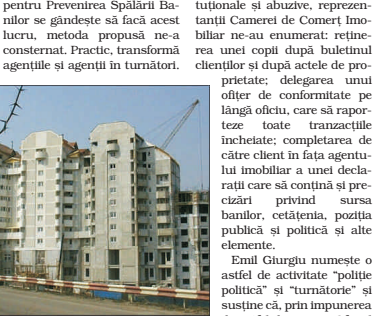 pentru Prevenirea Spălării Ba-
nilor se gândește să facă acest
lucru, metoda propusă ne-a
consternat. Practic, transformă
agențiile și agenții în turnători.
tuționale și abuzive, reprezen-
tanții Camerei de Comerț Imo-
biliar ne-au enumerat: reține-
rea unei copii după buletinul
clienților și după actele de pro-
prietate; delegarea unui
ofițer de conformitate pe
lângă oficiu, care să rapor-
teze toate tranzacțiile
încheiate; completarea de
către client în fața agentu-
lui imobiliar a unei decla-
rații care să conțină și pre-
cizări privind sursa
banilor, cetățenia, poziția
publică și politică și alte
elemente.
Emil Giurgiu numește o
astfel de activitate “poliție
politică” și “turnătorie” și
susține că, prin impunerea